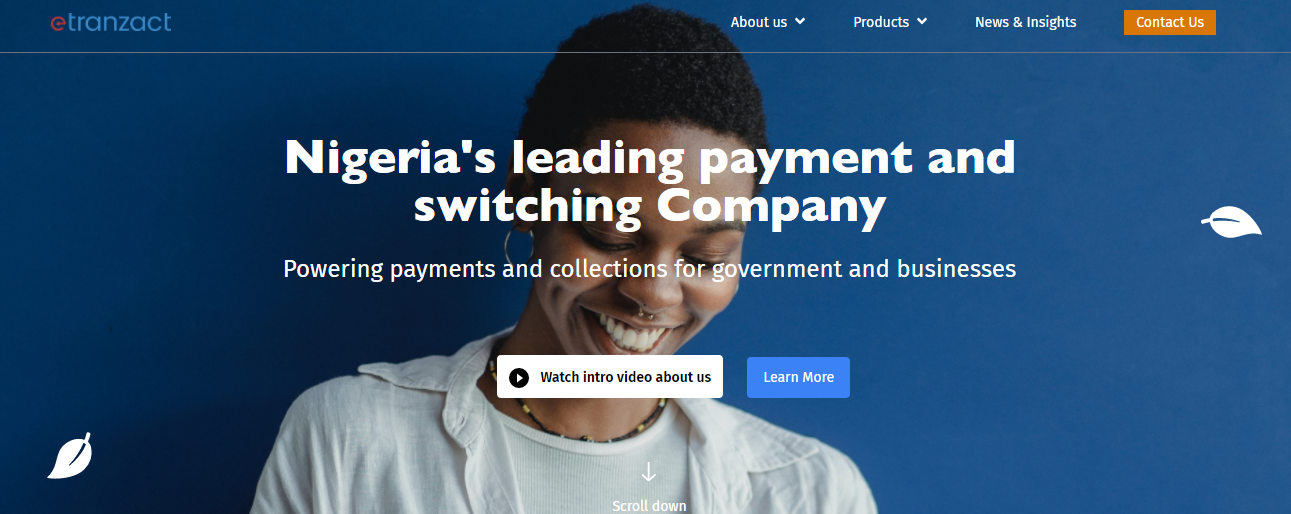 etranzact
About us
Products
News & Insights
Contact Us
Nigeria's leading payment and
switching Company
Powering payments and collections for government and businesses
Watch intro video about us
Learn More
Scroll down